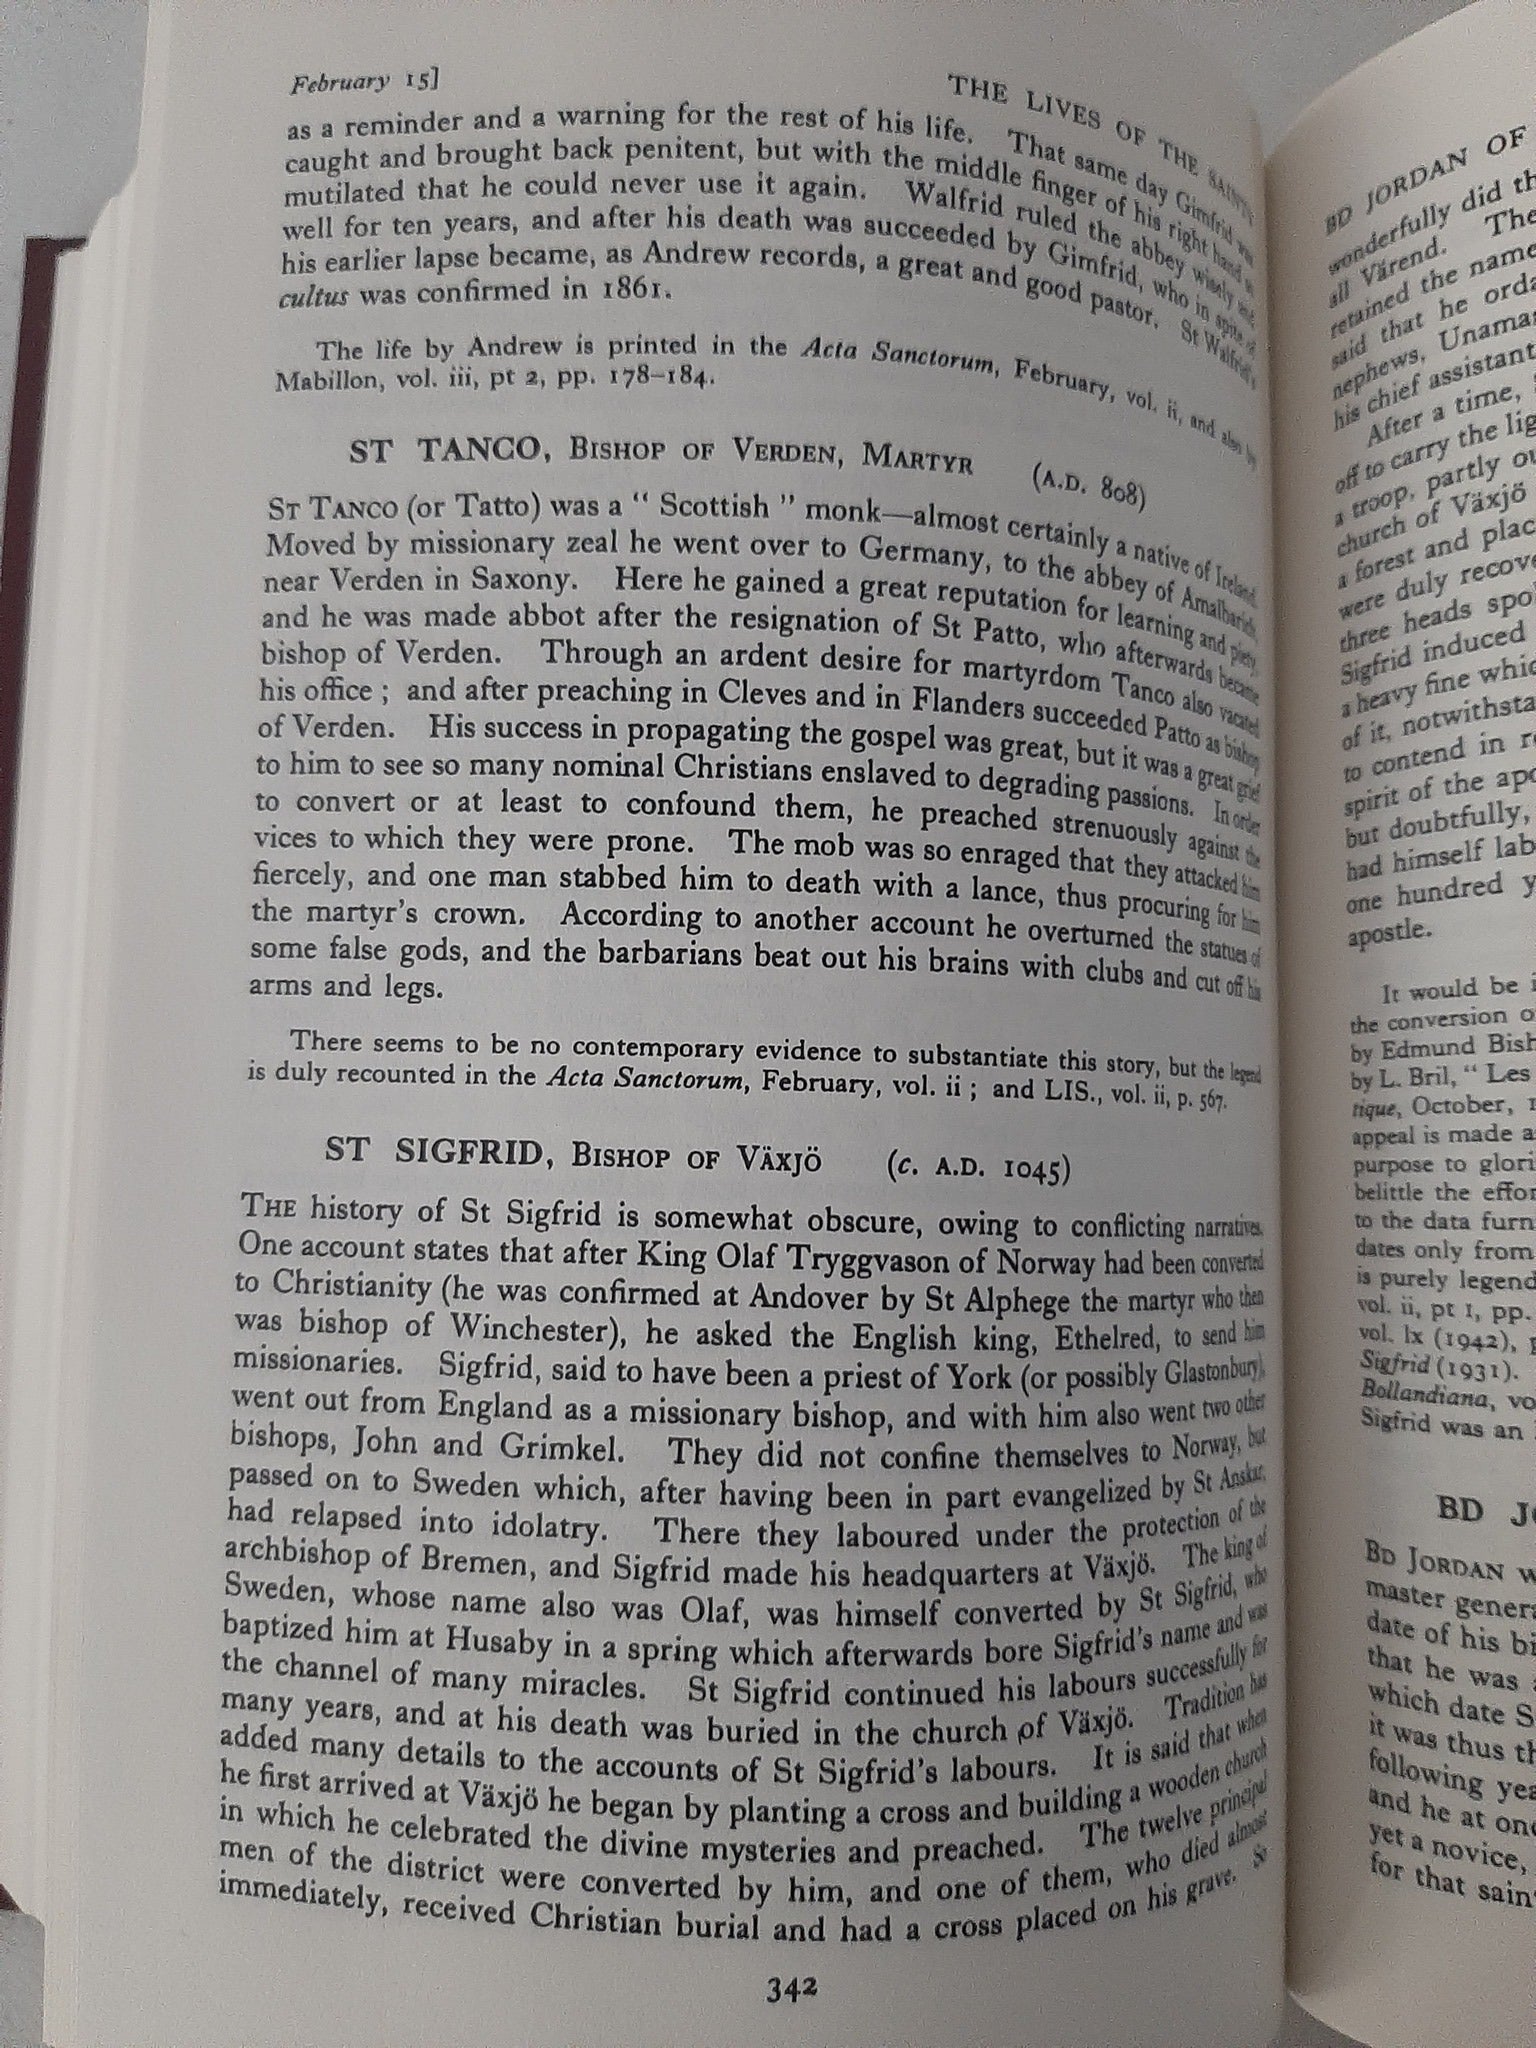 February 15]
THE LIVES OF THE SAINTS
as a reminder and a warning for the rest of his life. That same day Gimfrid was
caught and brought back penitent, but with the middle finger of his right hand so
mutilated that he could never use it again. Walfrid ruled the abbey wisely and
well for ten years, and after his death was succeeded by Gimfrid, who in spite of
his earlier lapse became, as Andrew records, a great and good pastor. St Walfrid's
cultus was confirmed in 1861.
The life by Andrew is printed in the Acta Sanctorum, February, vol. ii, and also by
Mabillon, vol. iii, pt 2, pp. 178–184.
ST TANCO, BISHOP OF VERDEN, MARTYR (A.D. 808)
ST TANCO (or Tatto) was a " Scottish " monk—almost certainly a native of Ireland.
Moved by missionary zeal he went over to Germany, to the abbey of Amalbarich,
near Verden in Saxony. Here he gained a great reputation for learning and piety,
and he was made abbot after the resignation of St Patto, who afterwards became
bishop of Verden. Through an ardent desire for martyrdom Tanco also vacated
his office ; and after preaching in Cleves and in Flanders succeeded Patto as bishop
of Verden. His success in propagating the gospel was great, but it was a great grief
to him to see so many nominal Christians enslaved to degrading passions. In order
to convert or at least to confound them, he preached strenuously against the
vices to which they were prone. The mob was so enraged that they attacked him
fiercely, and one man stabbed him to death with a lance, thus procuring for him
the martyr's crown. According to another account he overturned the statues of
some false gods, and the barbarians beat out his brains with clubs and cut off his
arms and legs.
There seems to be no contemporary evidence to substantiate this story, but the legend
is duly recounted in the Acta Sanctorum, February, vol. ii ; and LIS., vol. ii, p. 567.
ST SIGFRID, BISHOP OF VÄXJÖ (c. A.D. 1045)
THE history of St Sigfrid is somewhat obscure, owing to conflicting narratives.
One account states that after King Olaf Tryggvason of Norway had been converted
to Christianity (he was confirmed at Andover by St Alphege the martyr who then
was bishop of Winchester), he asked the English king, Ethelred, to send him
missionaries. Sigfrid, said to have been a priest of York (or possibly Glastonbury),
went out from England as a missionary bishop, and with him also went two other
bishops, John and Grimkel. They did not confine themselves to Norway, but
passed on to Sweden which, after having been in part evangelized by St Anskar,
had relapsed into idolatry. There they laboured under the protection of the
archbishop of Bremen, and Sigfrid made his headquarters at Växjö. The king of
Sweden, whose name also was Olaf, was himself converted by St Sigfrid, who
baptized him at Husaby in a spring which afterwards bore Sigfrid's name and was
the channel of many miracles. St Sigfrid continued his labours successfully for
many years, and at his death was buried in the church of Växjö. Tradition has
added many details to the accounts of St Sigfrid's labours. It is said that when
he first arrived at Växjö he began by planting a cross and building a wooden church
in which he celebrated the divine mysteries and preached. The twelve principal
men of the district were converted by him, and one of them, who died almost
immediately, received Christian burial and had a cross placed on his grave. So
342
BD JORDAN OF
wonderfully did th
all Värend. The
retained the name
said that he orda
nephews, Unama
his chief assistant
After a time,
off to carry the lig
a troop, partly ou
church of Växjö
a forest and plac
were duly recove
three heads spo
Sigfrid induced
a heavy fine whic
of it, notwithsta
to contend in r
spirit of the apo
but doubtfully,
had himself lab
one hundred y
apostle.
It would be i
the conversion o
by Edmund Bish
by L. Bril, " Les
tique, October, 1
appeal is made a
purpose to glori
belittle the effor
to the data furn
dates only from
is purely legend
vol. ii, pt 1, pp.
vol. lx (1942), p
Sigfrid (1931).
Bollandiana, vo
Sigfrid was an
BD J
BD JORDAN w
master genera
date of his bi
that he was a
which date S
it was thus th
following yea
and he at onc
yet a novice,
for that sain